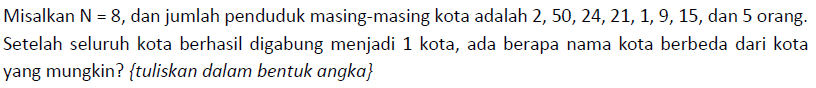 Misalkan N = 8, dan jumlah penduduk masing-masing kota adalah 2, 50, 24, 21, 1, 9, 15, dan 5 orang.
Setelah seluruh kota berhasil digabung menjadi 1 kota, ada berapa nama kota berbeda dari kota
yang mungkin? {tuliskan dalam bentuk angka}